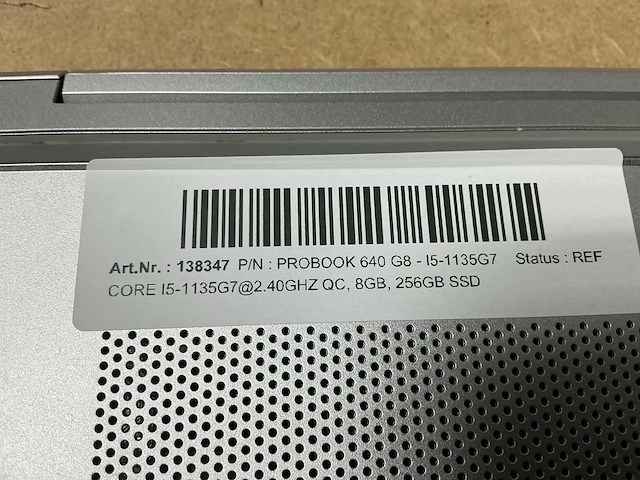 Art.Nr. : 138347 P/N : PROBOOK 640 G8 - I5-1135G7 Status : REF
CORE I5-1135G7@2.40GHZ QC, 8GB, 256GB SSD